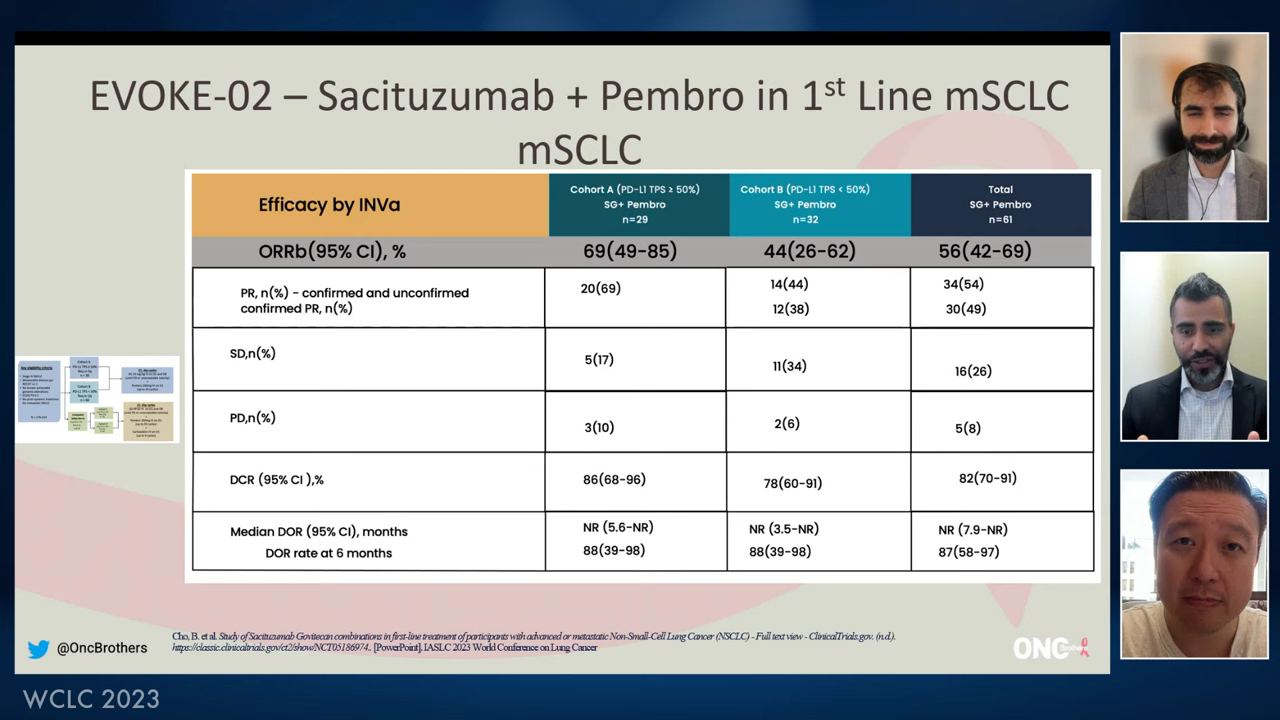 EVOKE-02 – Sacituzumab + Pembro in 1st Line mSCLC
mSCLC
Efficacy by INVa
Cohort A (PD-L1 TPS ≥ 50%)
SG+ Pembro
n=29
Cohort B (PD-L1 TPS < 50%)
SG+ Pembro
n=32
Total
SG+ Pembro
n=61
ORRb(95% CI), % 69(49-85) 44(26-62) 56(42-69)
PR, n(%) - confirmed and unconfirmed 20(69) 14(44) 34(54)
confirmed PR, n(%) 12(38) 30(49)
SD,n(%) 5(17) 11(34) 16(26)
PD,n(%) 3(10) 2(6) 5(8)
DCR (95% CI ),% 86(68-96) 78(60-91) 82(70-91)
Median DOR (95% CI), months NR (5.6-NR) NR (3.5-NR) NR (7.9-NR)
DOR rate at 6 months 88(39-98) 88(39-98) 87(58-97)
Key eligibility criteria
Cohort A
Cohort B
@OncBrothers
Cho, B. et al. Study of Sacituzumab Govitecan combinations in first-line treatment of participants with advanced or metastatic Non-Small-Cell Lung Cancer (NSCLC) - Full text view - ClinicalTrials.gov. (n.d.).
https://classic.clinicaltrials.gov/ct2/show/NCT05186974. [PowerPoint]. IASLC 2023 World Conference on Lung Cancer
ONC Brothers
WCLC 2023